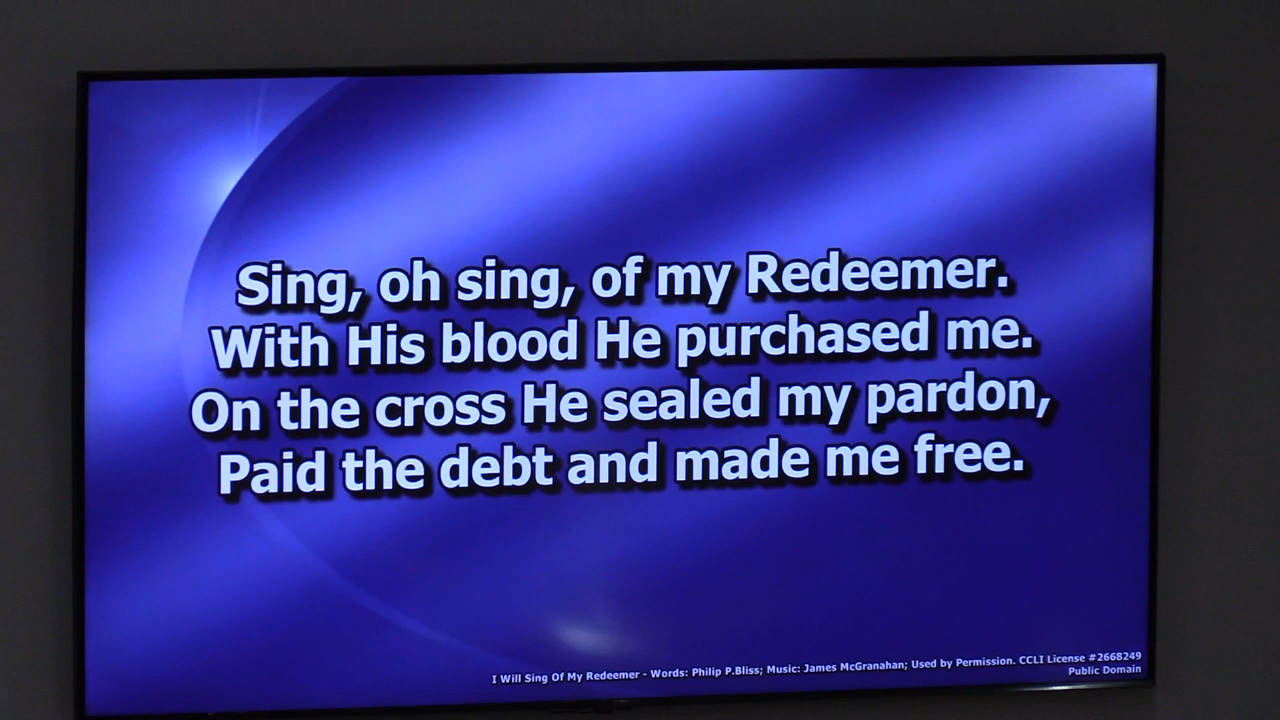 Sing, oh sing, of my Redeemer.
With His blood He purchased me.
On the cross He sealed my pardon,
Paid the debt and made me free.
I Will Sing Of My Redeemer - Words: Philip P.Bliss; Music: James McGranahan; Used by Permission. CCLI License #2668249
Public Domain